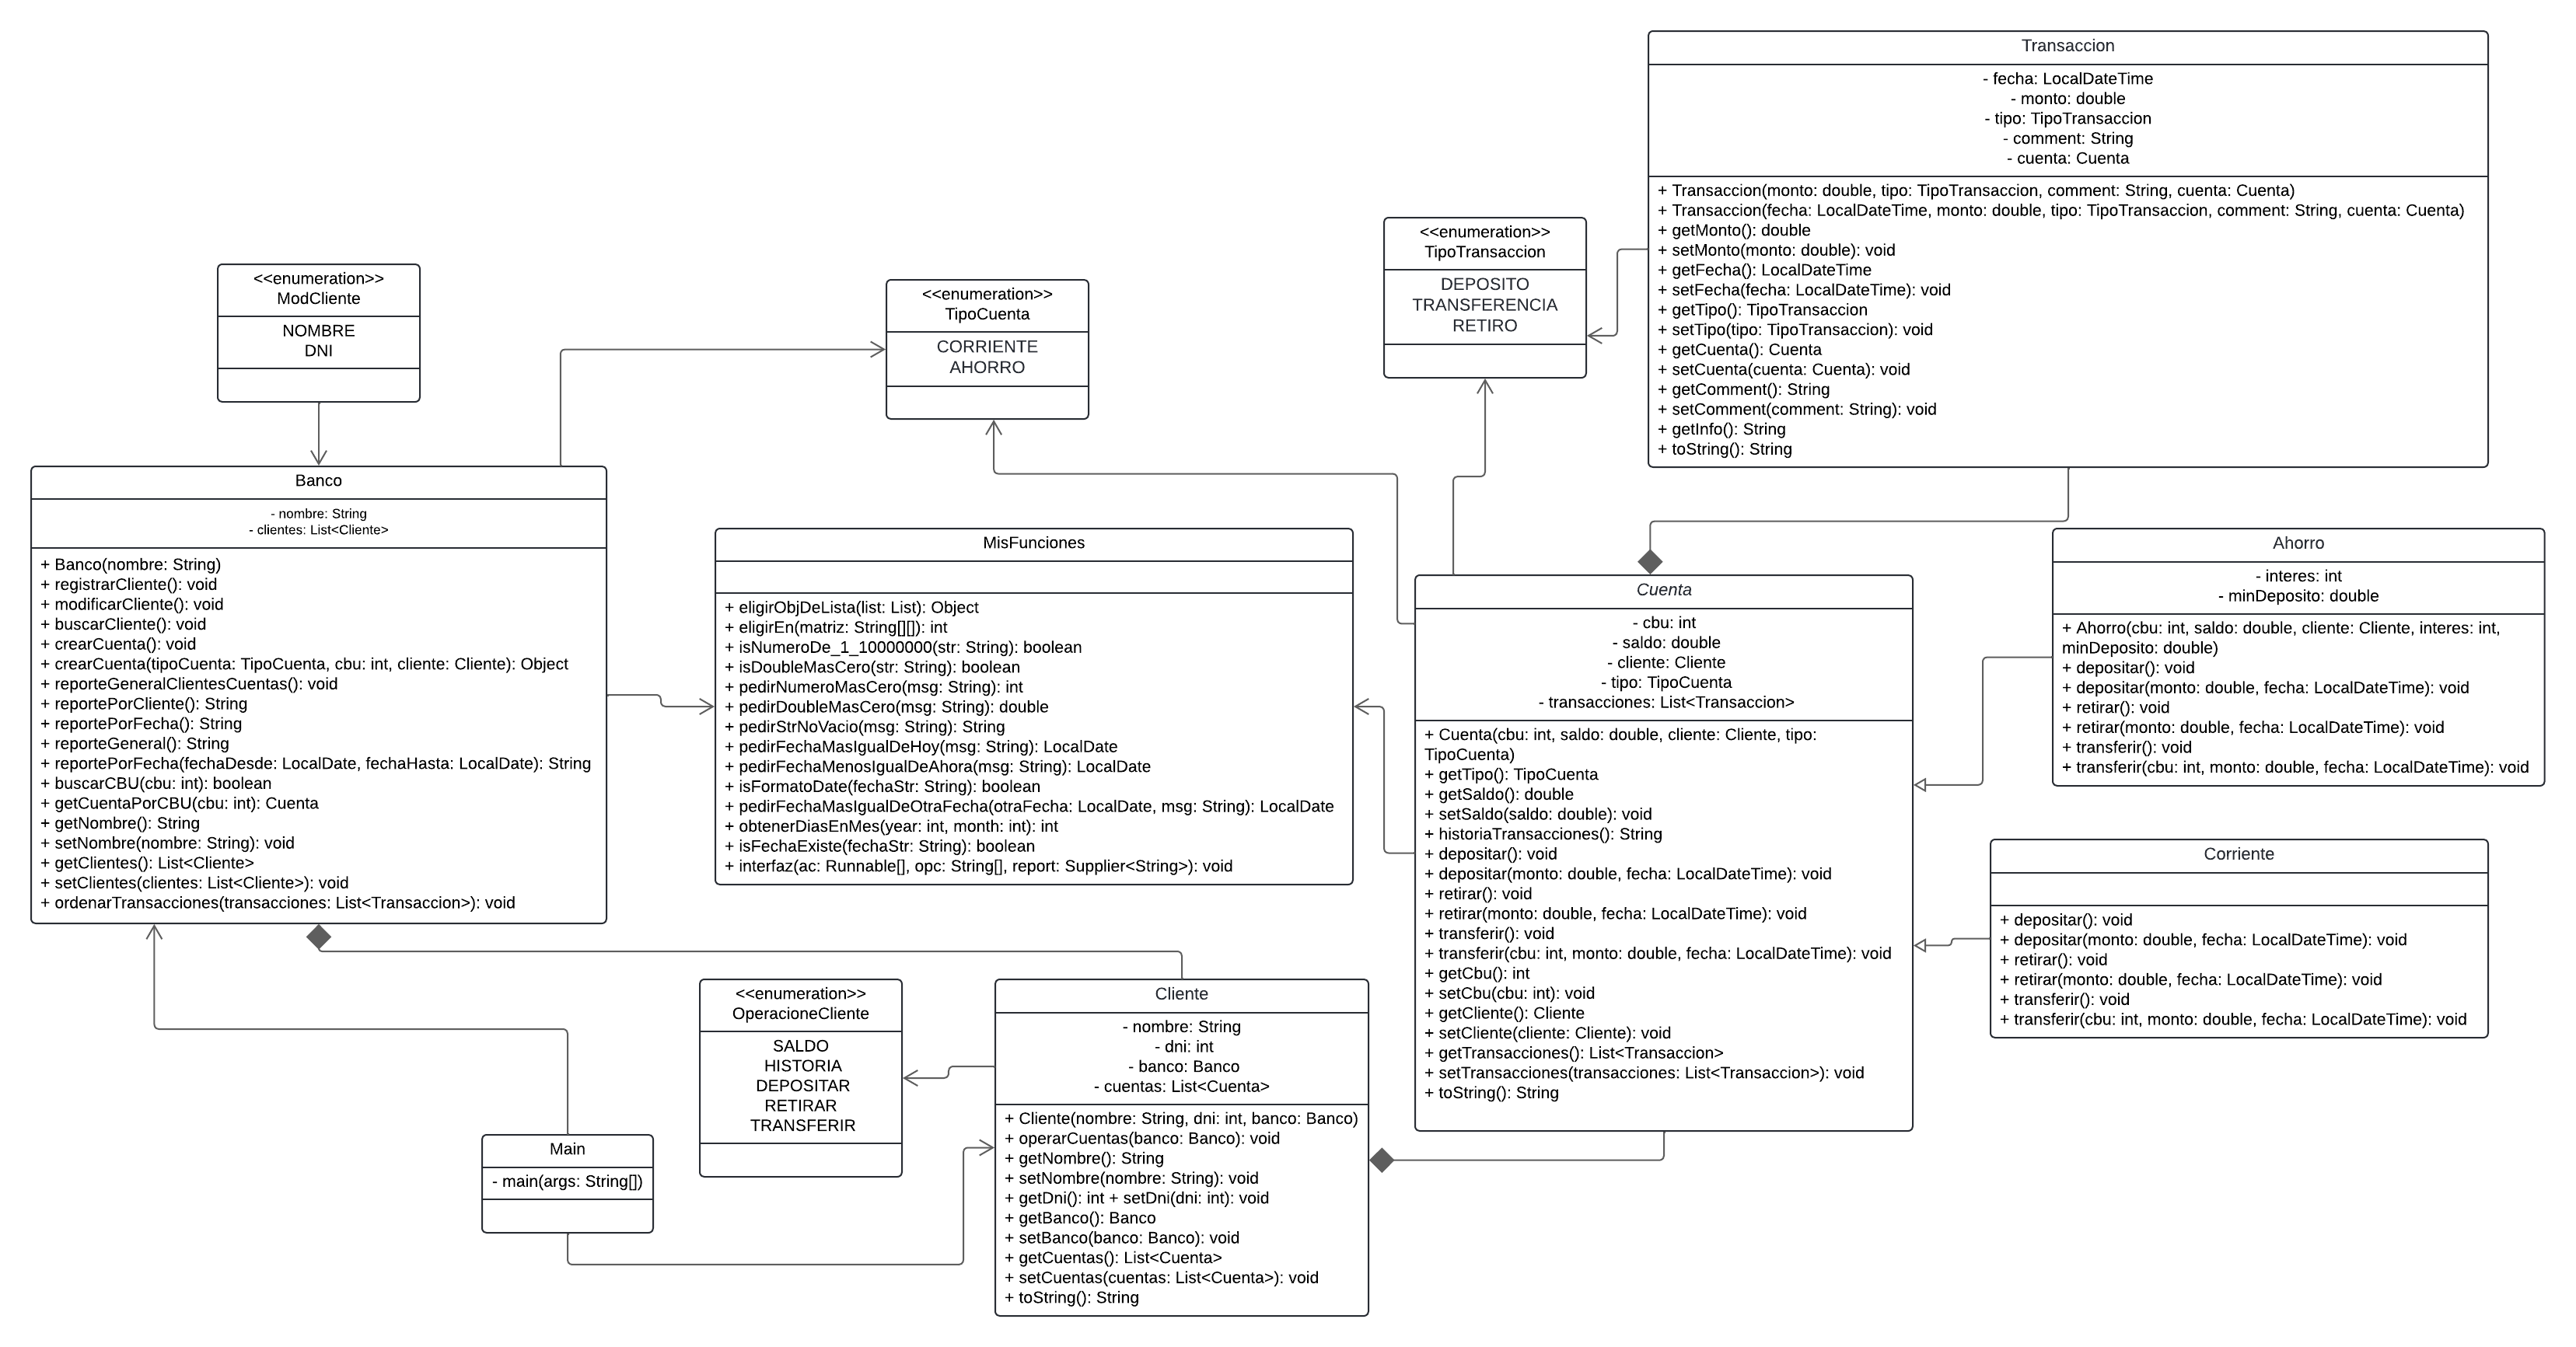 Transaccion
- fecha: LocalDateTime
- monto: double
- tipo: TipoTransaccion
- comment: String
- cuenta: Cuenta
+ Transaccion(monto: double, tipo: TipoTransaccion, comment: String, cuenta: Cuenta)
+ Transaccion(fecha: LocalDateTime, monto: double, tipo: TipoTransaccion, comment: String, cuenta: Cuenta)
+ getMonto(): double
+ setMonto(monto: double): void
+ getFecha(): LocalDateTime
+ setFecha(fecha: LocalDateTime): void
+ getTipo(): TipoTransaccion
+ setTipo(tipo: TipoTransaccion): void
+ getCuenta(): Cuenta
+ setCuenta(cuenta: Cuenta): void
+ getComment(): String
+ setComment(comment: String): void
+ getInfo(): String
+ toString(): String
<<enumeration>>
TipoTransaccion
DEPOSITO
TRANSFERENCIA
RETIRO
<<enumeration>>
ModCliente
NOMBRE
DNI
<<enumeration>>
TipoCuenta
CORRIENTE
AHORRO
Banco
- nombre: String
- clientes: List<Cliente>
+ Banco(nombre: String)
+ registrarCliente(): void
+ modificarCliente(): void
+ buscarCliente(): void
+ crearCuenta(): void
+ crearCuenta(tipoCuenta: TipoCuenta, cbu: int, cliente: Cliente): Object
+ reporteGeneralClientesCuentas(): void
+ reportePorCliente(): String
+ reportePorFecha(): String
+ reporteGeneral(): String
+ reportePorFecha(fechaDesde: LocalDate, fechaHasta: LocalDate): String
+ buscarCBU(cbu: int): boolean
+ getCuentaPorCBU(cbu: int): Cuenta
+ getNombre(): String
+ setNombre(nombre: String): void
+ getClientes(): List<Cliente>
+ setClientes(clientes: List<Cliente>): void
+ ordenarTransacciones(transacciones: List<Transaccion>): void
MisFunciones
+ eligirObjDeLista(list: List): Object
+ eligirEn(matriz: String[][]): int
+ isNumeroDe_1_10000000(str: String): boolean
+ isDoubleMasCero(str: String): boolean
+ pedirNumeroMasCero(msg: String): int
+ pedirDoubleMasCero(msg: String): double
+ pedirStrNoVacio(msg: String): String
+ pedirFechaMasIgualDeHoy(msg: String): LocalDate
+ pedirFechaMenosIgualDeAhora(msg: String): LocalDate
+ isFormatoDate(fechaStr: String): boolean
+ pedirFechaMasIgualDeOtraFecha(otraFecha: LocalDate, msg: String): LocalDate
+ obtenerDiasEnMes(year: int, month: int): int
+ isFechaExiste(fechaStr: String): boolean
+ interfaz(ac: Runnable[], opc: String[], report: Supplier<String>): void
Cuenta
- cbu: int
- saldo: double
- cliente: Cliente
- tipo: TipoCuenta
- transacciones: List<Transaccion>
+ Cuenta(cbu: int, saldo: double, cliente: Cliente, tipo:
TipoCuenta)
+ getTipo(): TipoCuenta
+ getSaldo(): double
+ setSaldo(saldo: double): void
+ historiaTransacciones(): String
+ depositar(): void
+ depositar(monto: double, fecha: LocalDateTime): void
+ retirar(): void
+ retirar(monto: double, fecha: LocalDateTime): void
+ transferir(): void
+ transferir(cbu: int, monto: double, fecha: LocalDateTime): void
+ getCbu(): int
+ setCbu(cbu: int): void
+ getCliente(): Cliente
+ setCliente(cliente: Cliente): void
+ getTransacciones(): List<Transaccion>
+ setTransacciones(transacciones: List<Transaccion>): void
+ toString(): String
Ahorro
- interes: int
- minDeposito: double
+ Ahorro(cbu: int, saldo: double, cliente: Cliente, interes: int,
minDeposito: double)
+ depositar(): void
+ depositar(monto: double, fecha: LocalDateTime): void
+ retirar(): void
+ retirar(monto: double, fecha: LocalDateTime): void
+ transferir(): void
+ transferir(cbu: int, monto: double, fecha: LocalDateTime): void
Corriente
+ depositar(): void
+ depositar(monto: double, fecha: LocalDateTime): void
+ retirar(): void
+ retirar(monto: double, fecha: LocalDateTime): void
+ transferir(): void
+ transferir(cbu: int, monto: double, fecha: LocalDateTime): void
<<enumeration>>
OperacioneCliente
SALDO
HISTORIA
DEPOSITAR
RETIRAR
TRANSFERIR
Cliente
- nombre: String
- dni: int
- banco: Banco
- cuentas: List<Cuenta>
+ Cliente(nombre: String, dni: int, banco: Banco)
+ operarCuentas(banco: Banco): void
+ getNombre(): String
+ setNombre(nombre: String): void
+ getDni(): int + setDni(dni: int): void
+ getBanco(): Banco
+ setBanco(banco: Banco): void
+ getCuentas(): List<Cuenta>
+ setCuentas(cuentas: List<Cuenta>): void
+ toString(): String
Main
- main(args: String[])